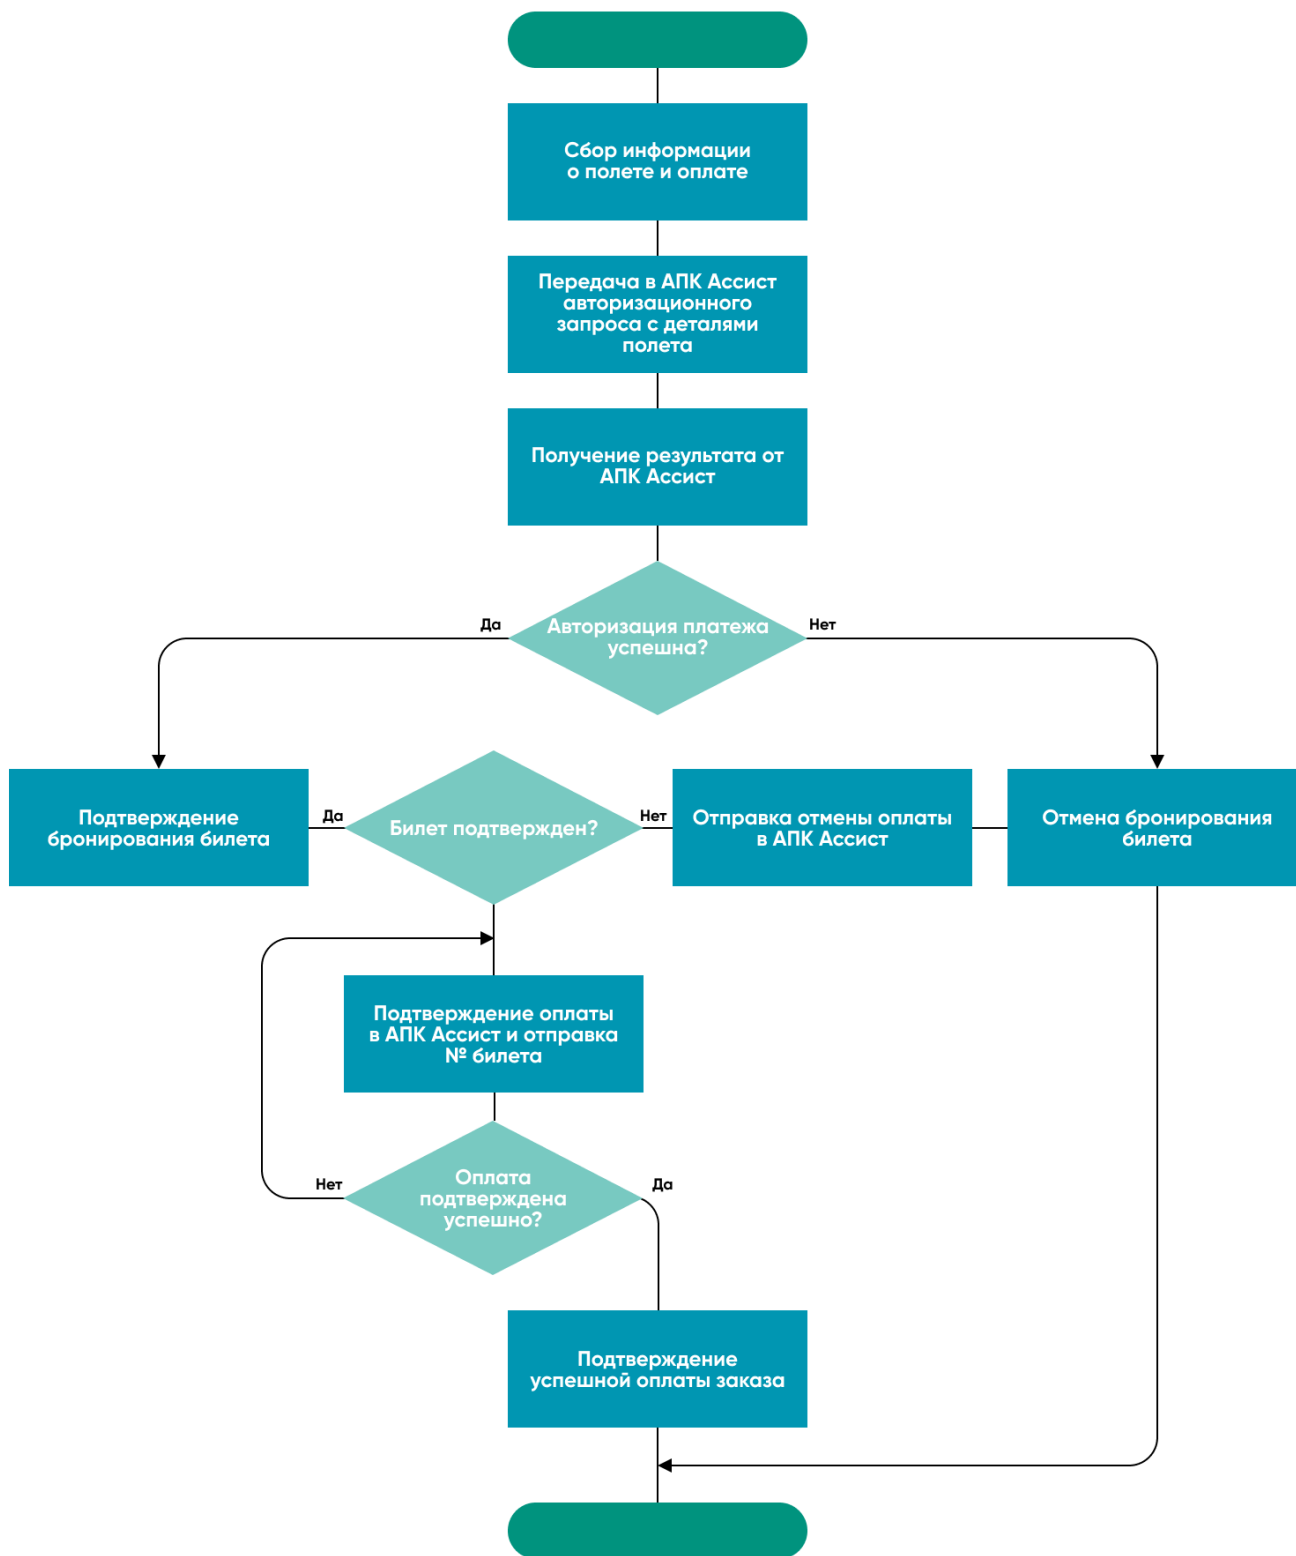 Сбор информации
о полете и оплате
Передача в АПК Ассист
авторизационного
запроса с деталями
полета
Получение результата от
АПК Ассист
Да
Авторизация платежа
успешна?
Нет
Подтверждение
бронирования билета
Да
Билет подтвержден?
Нет
Отправка отмены оплаты
в АПК Ассист
Отмена бронирования
билета
Подтверждение оплаты
в АПК Ассист и отправка
№ билета
Нет
Оплата
подтверждена
успешно?
Да
Подтверждение
успешной оплаты заказа